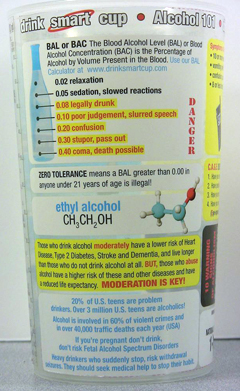 drink smart cup • Alcohol 101 •
BAL or BAC The Blood Alcohol Level (BAL) or Blood
Alcohol Concentration (BAC) is the Percentage of
Alcohol by Volume Present in the Blood. Use our BAL
Calculator at www.drinksmartcup.com
0.02 relaxation
0.05 sedation, slowed reactions
0.08 legally drunk
0.10 poor judgement, slurred speech
0.20 confusion
0.30 stupor, pass out
0.40 coma, death possible
DANGER
ZERO TOLERANCE means a BAL greater than 0.00 in
anyone under 21 years of age is illegal!
ethyl alcohol
CH3CH2OH
Those who drink alcohol moderately have a lower risk of Heart
Disease, Type 2 Diabetes, Stroke and Dementia, and live longer
than those who do not drink alcohol at all. BUT, those who abuse
alcohol have a higher risk of these and other diseases and have
a reduced life expectancy. MODERATION IS KEY!
20% of U.S. teens are problem
drinkers. Over 3 million U.S. teens are alcoholics!
Alcohol is involved in 60% of violent crimes and
in over 40,000 traffic deaths each year (USA)
If you're pregnant don't drink,
don't risk Fetal Alcohol Spectrum Disorders
Heavy drinkers who suddenly stop, risk withdrawal
seizures. They should seek medical help to stop their habit.